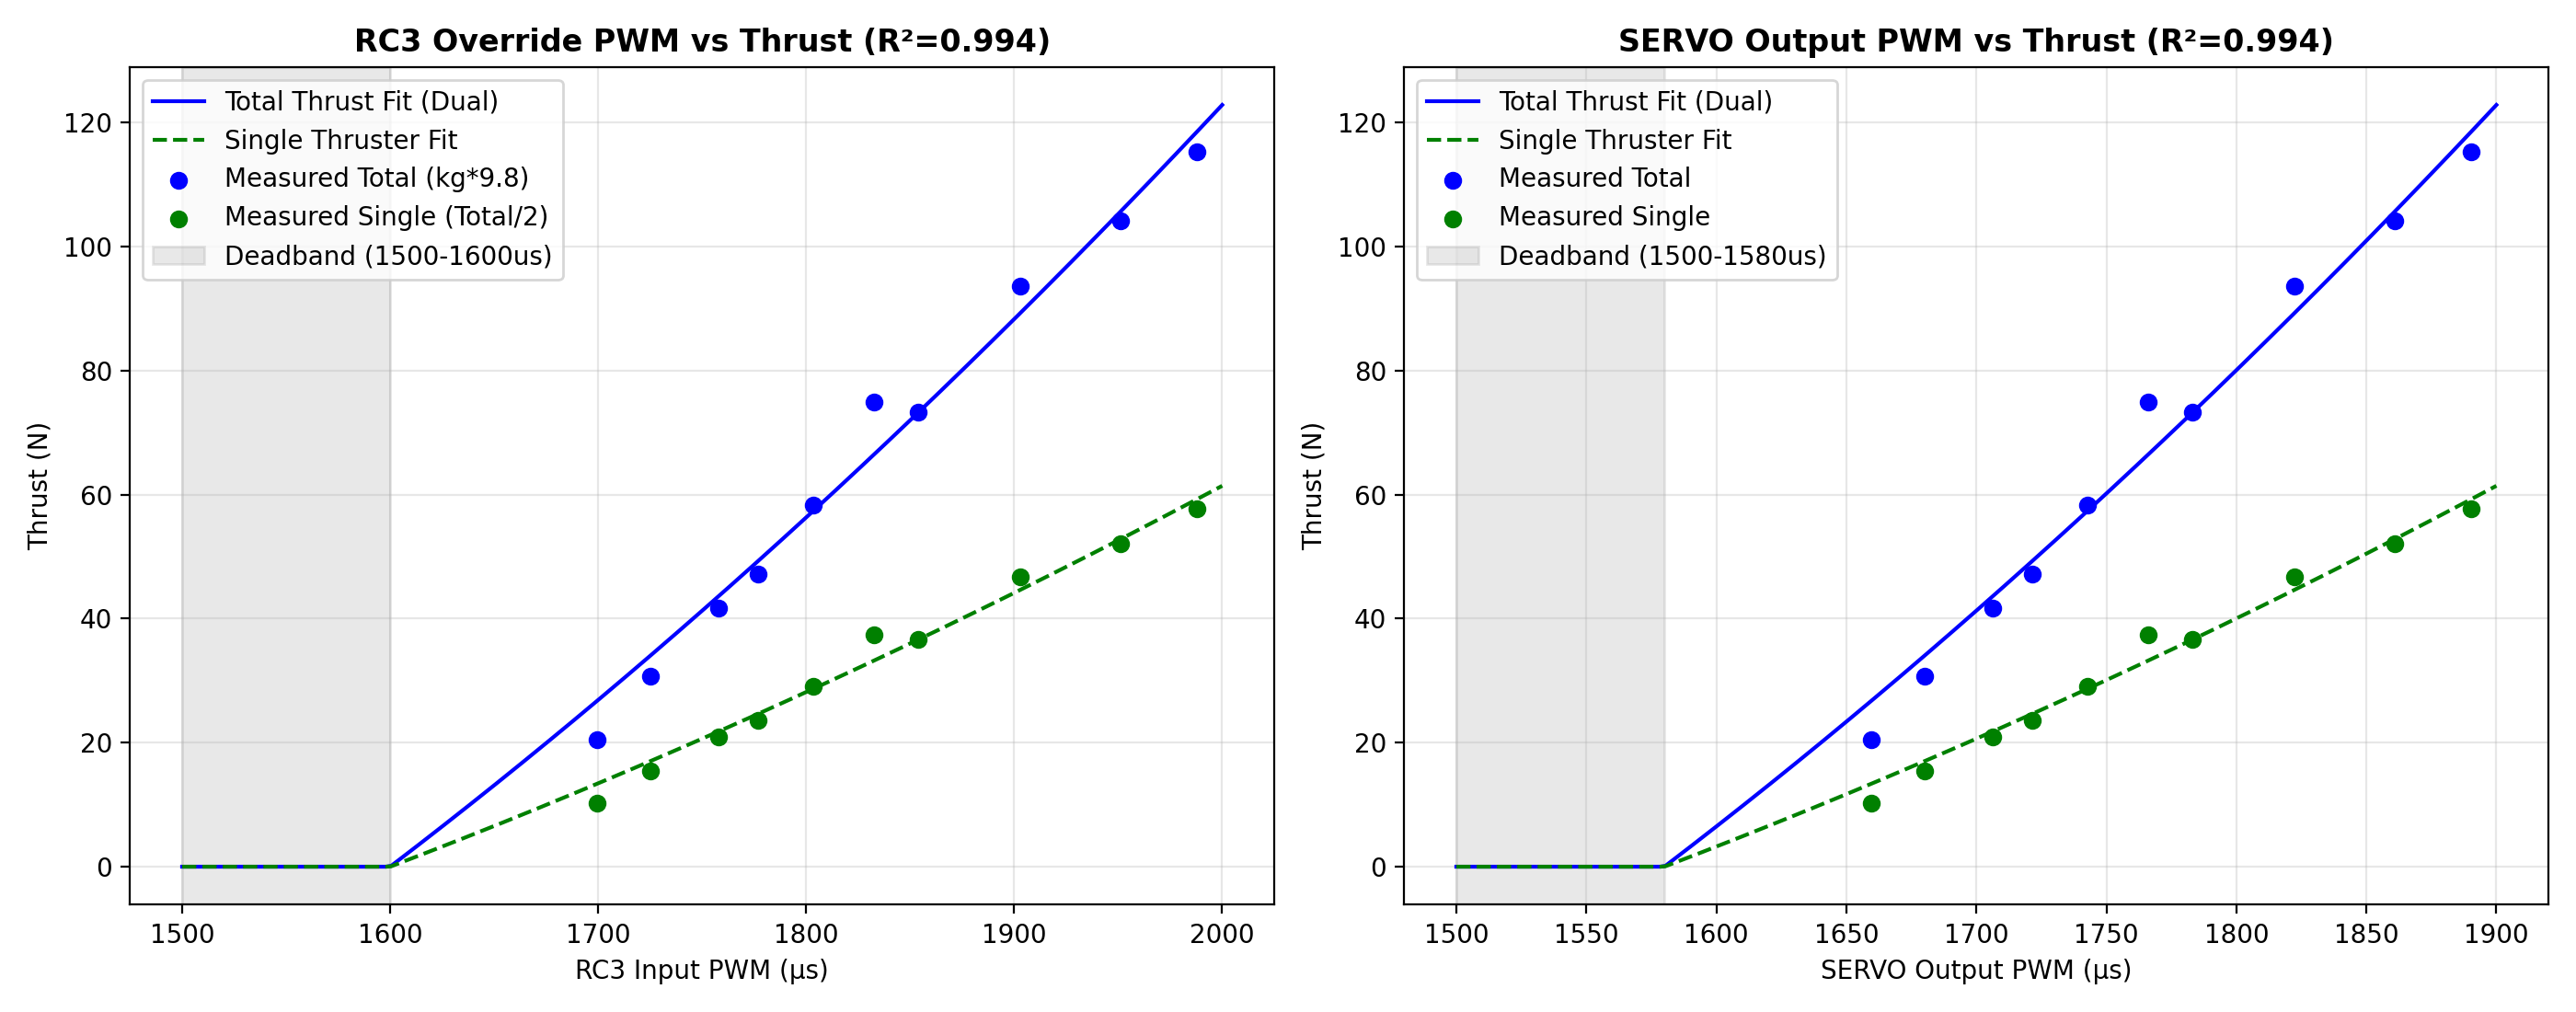 RC3 Override PWM vs Thrust (R²=0.994)
Total Thrust Fit (Dual)
Single Thruster Fit
Measured Total (kg*9.8)
Measured Single (Total/2)
Deadband (1500-1600us)
Thrust (N)
120
100
80
60
40
20
0
1500 1600 1700 1800 1900 2000
RC3 Input PWM (μs)
SERVO Output PWM vs Thrust (R²=0.994)
Total Thrust Fit (Dual)
Single Thruster Fit
Measured Total
Measured Single
Deadband (1500-1580us)
Thrust (N)
120
100
80
60
40
20
0
1500 1550 1600 1650 1700 1750 1800 1850 1900
SERVO Output PWM (μs)